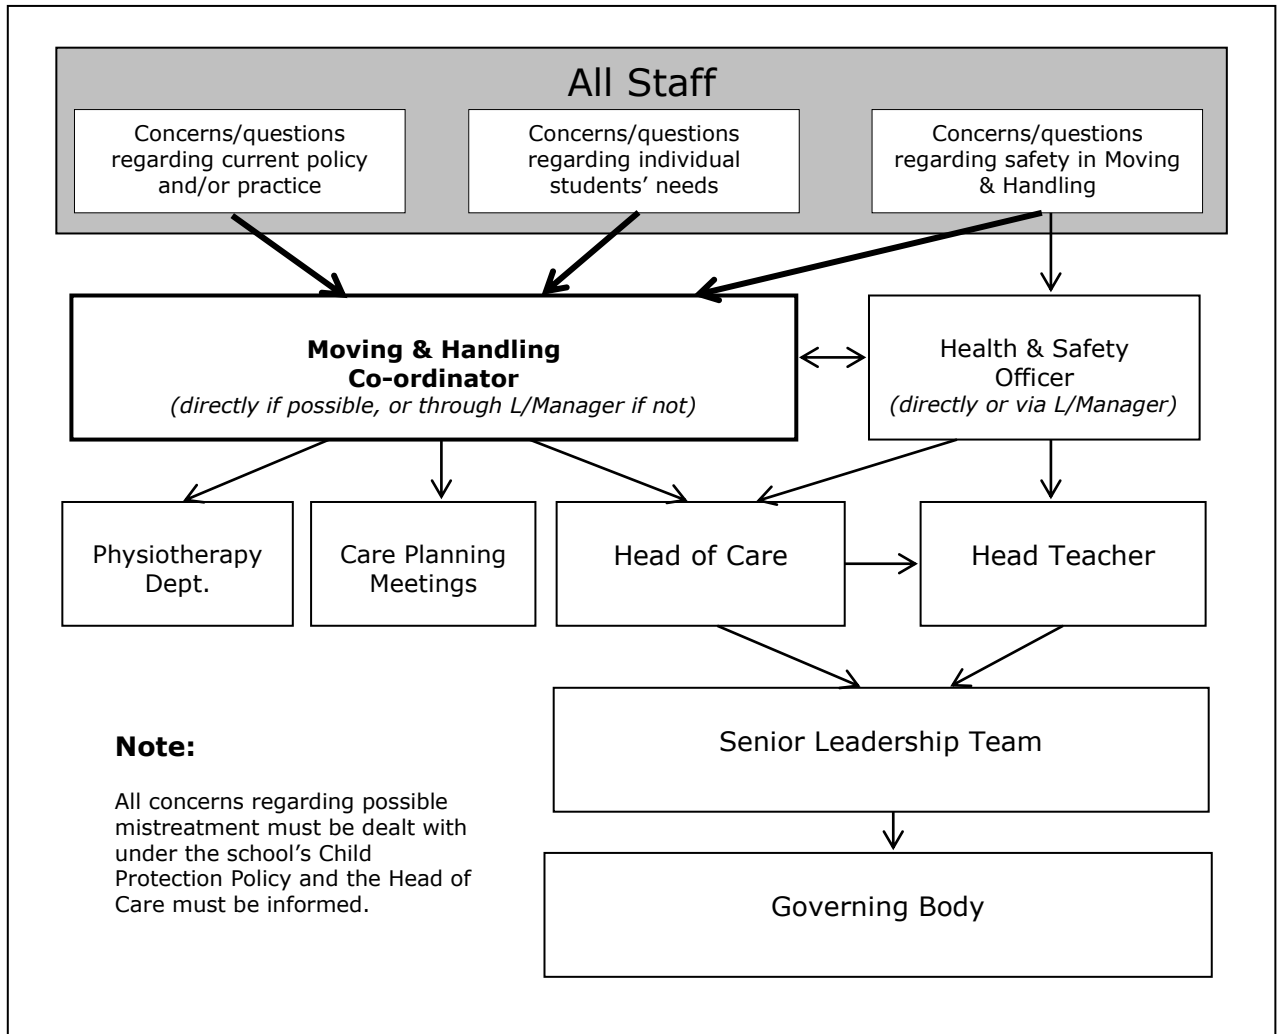 All Staff
Concerns/questions
regarding current policy
and/or practice
Concerns/questions
regarding individual
students’ needs
Concerns/questions
regarding safety in Moving
& Handling
Moving & Handling
Co-ordinator
(directly if possible, or through L/Manager if not)
Health & Safety
Officer
(directly or via L/Manager)
Physiotherapy
Dept.
Care Planning
Meetings
Head of Care
Head Teacher
Senior Leadership Team
Note:
All concerns regarding possible
mistreatment must be dealt with
under the school’s Child
Protection Policy and the Head of
Care must be informed.
Governing Body